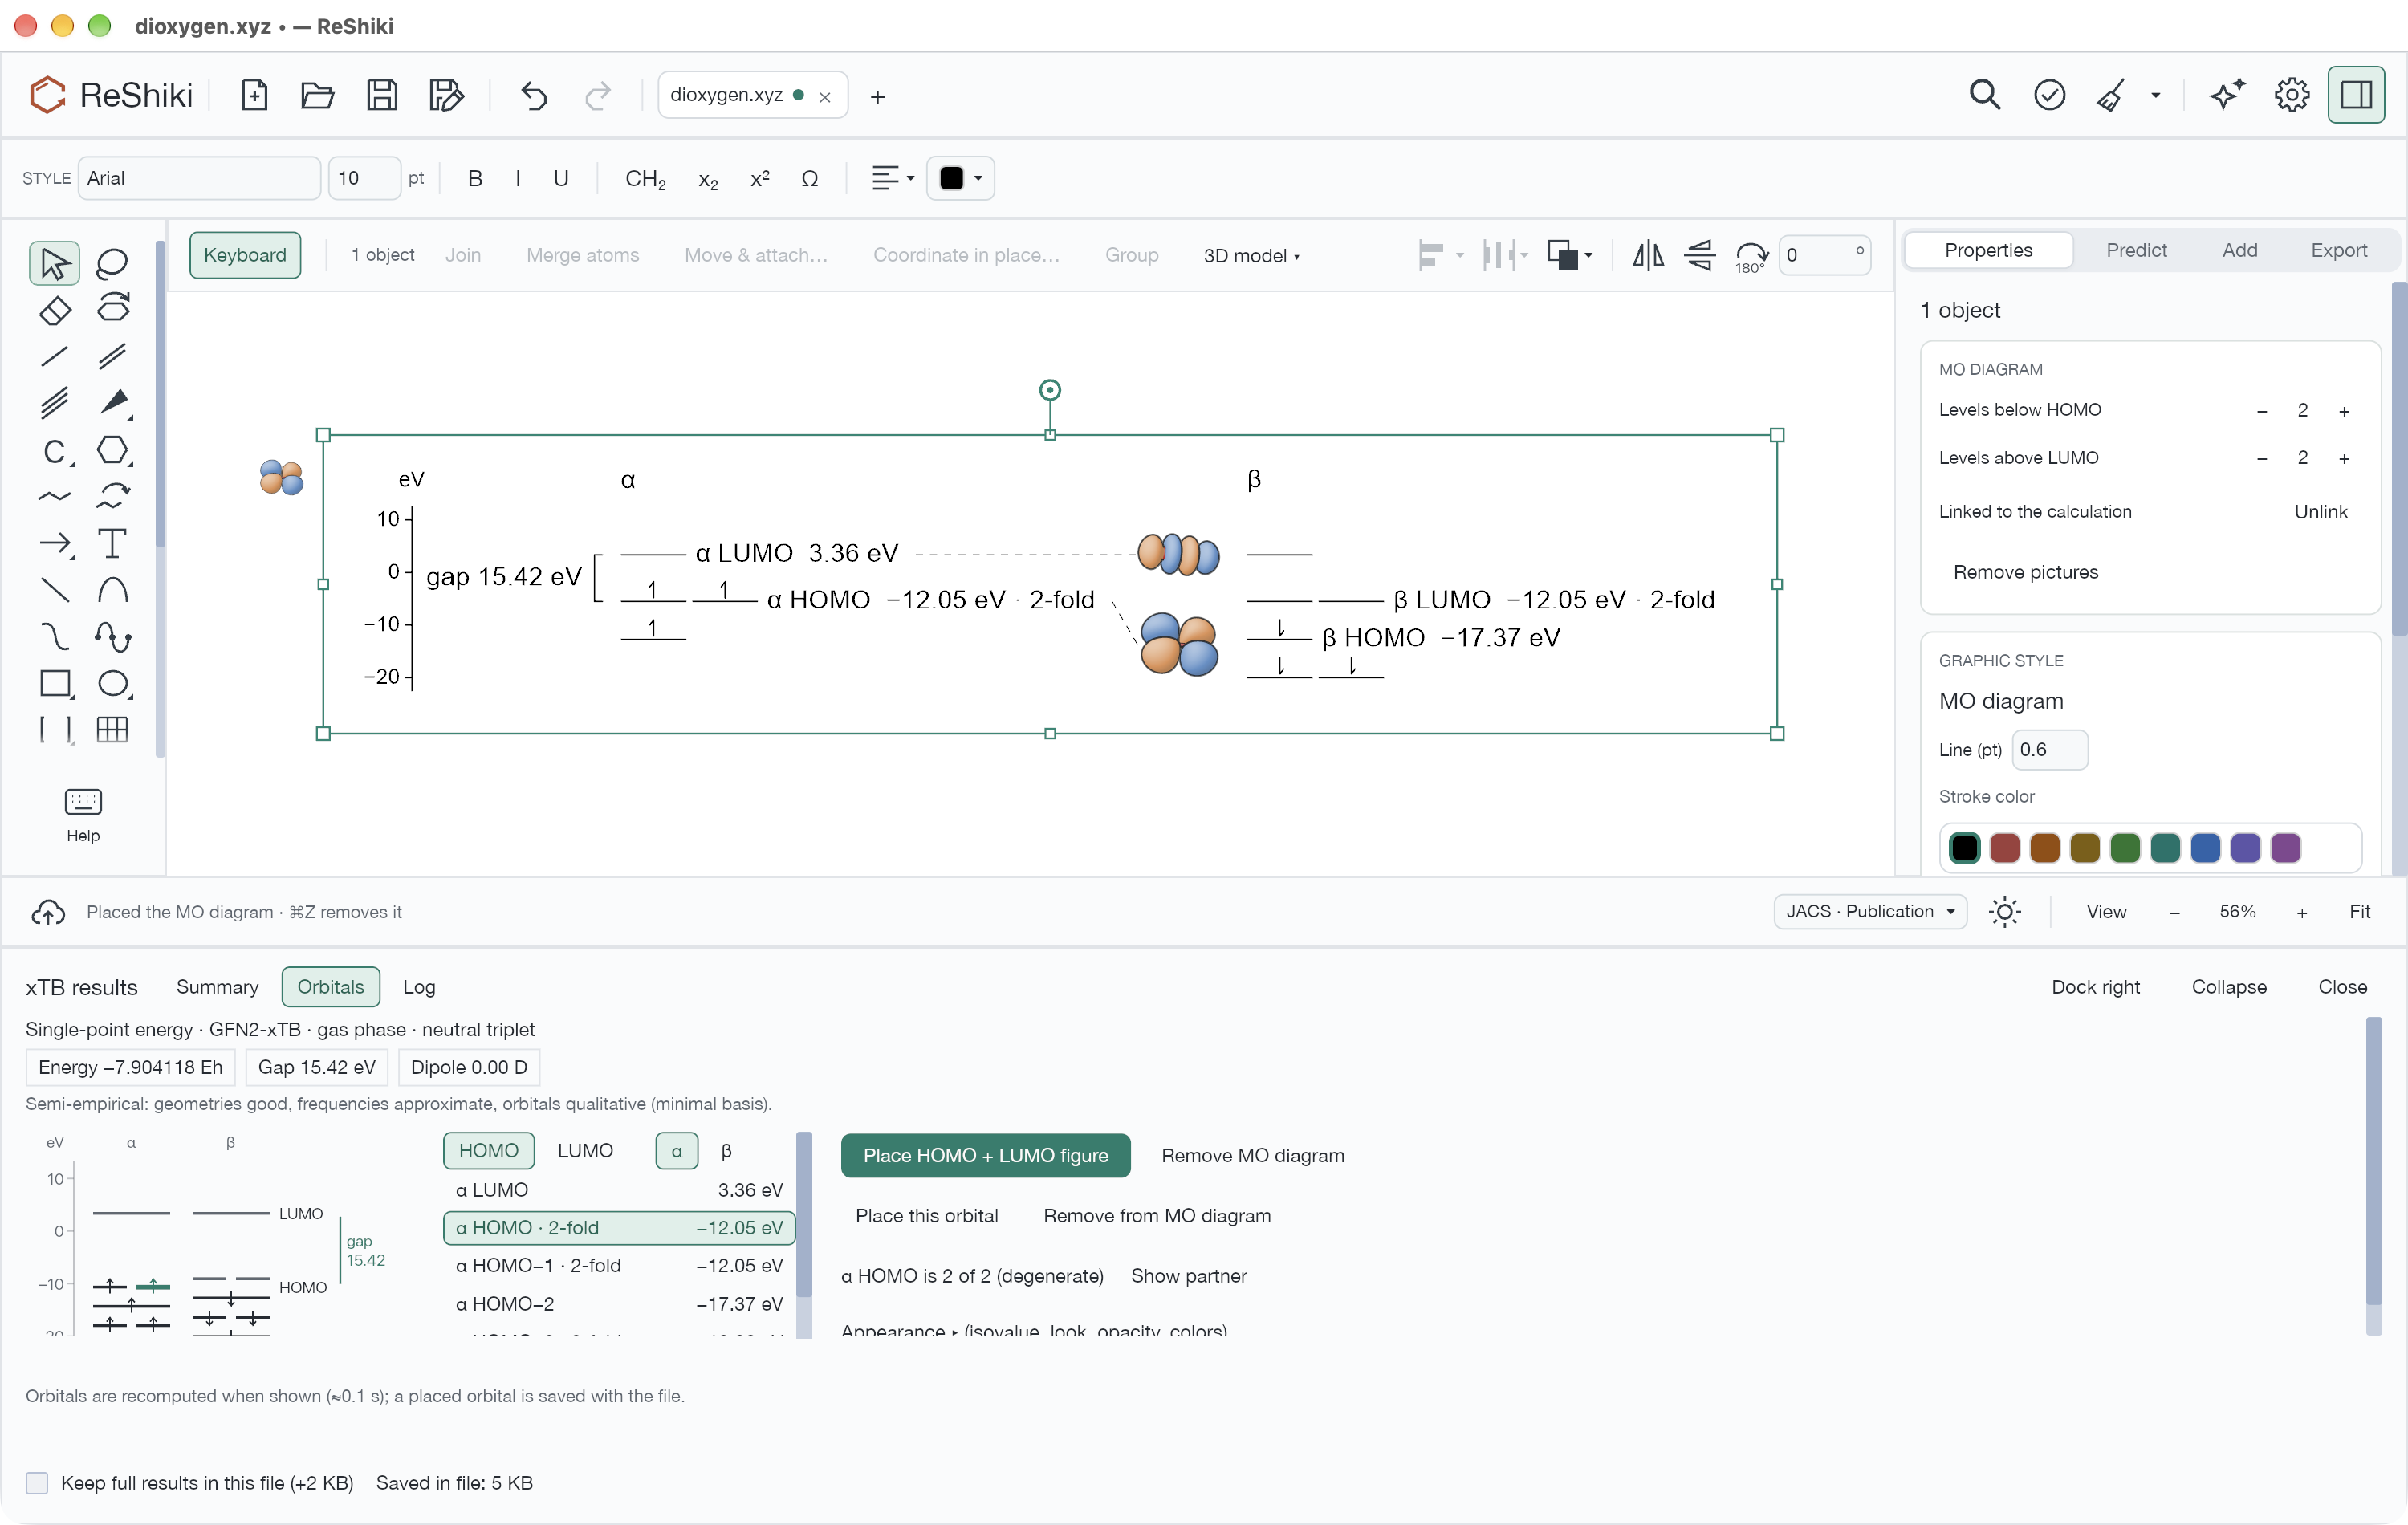 dioxygen.xyz • — ReShiki
ReShiki
dioxygen.xyz
STYLE Arial 10 pt B I U CH₂ x₂ x² Ω
Keyboard 1 object Join Merge atoms Move & attach… Coordinate in place… Group 3D model 180° 0 °
Properties Predict Add Export
C
T
Help
eV α β
10
0
−10
−20
gap 15.42 eV
α LUMO 3.36 eV
α HOMO −12.05 eV · 2-fold
β LUMO −12.05 eV · 2-fold
β HOMO −17.37 eV
1 object
MO DIAGRAM
Levels below HOMO − 2 +
Levels above LUMO − 2 +
Linked to the calculation Unlink
Remove pictures
GRAPHIC STYLE
MO diagram
Line (pt) 0.6
Stroke color
Placed the MO diagram · ⌘Z removes it
JACS · Publication View − 56% + Fit
xTB results Summary Orbitals Log Dock right Collapse Close
Single-point energy · GFN2-xTB · gas phase · neutral triplet
Energy −7.904118 Eh Gap 15.42 eV Dipole 0.00 D
Semi-empirical: geometries good, frequencies approximate, orbitals qualitative (minimal basis).
eV α β
10
0
−10
LUMO
gap
15.42
HOMO
HOMO LUMO α β
α LUMO 3.36 eV
α HOMO · 2-fold −12.05 eV
α HOMO−1 · 2-fold −12.05 eV
α HOMO−2 −17.37 eV
Place HOMO + LUMO figure Remove MO diagram
Place this orbital Remove from MO diagram
α HOMO is 2 of 2 (degenerate) Show partner
Appearance ▸ (isovalue, look, opacity, colors)
Orbitals are recomputed when shown (≈0.1 s); a placed orbital is saved with the file.
Keep full results in this file (+2 KB) Saved in file: 5 KB